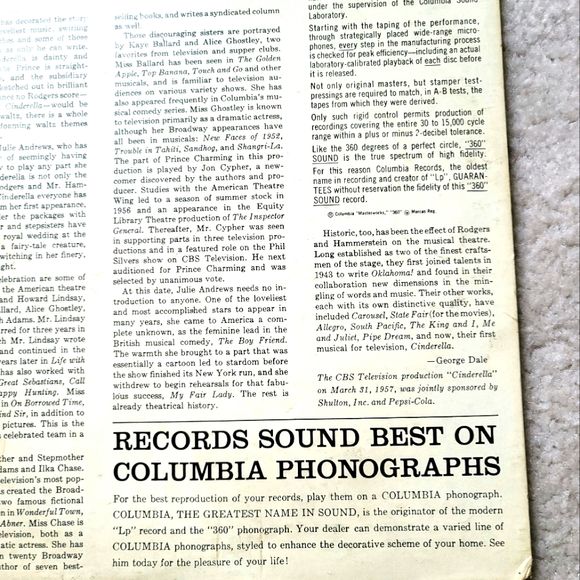 has decorated the story
velvet music, swirling
and some of these
as only he can write.
derella is dainty and
Prince is straight-
and the subsidiary
sketched out in brilliant
ence to Rodgers score—
Cinderella—would be
waltz, there is a whole
forming waltz themes
Julie Andrews, who has
of seemingly having
to play any part she
derella is not only the
odgers and Mr. Ham-
Cinderella everyone has
m her first appearance,
er the packages with
and stepsisters have
royal wedding at the
a fairy-tale creature,
witching in her finery,
ght.
elebration are some of
the American theatre
and Howard Lindsay,
llard, Alice Ghostley,
h Adams. Mr. Lindsay
rred for three years in
ch Mr. Lindsay wrote
and continued in the
years later in Life with
has also worked with
Great Sebastians, Call
appy Hunting. Miss
in On Borrowed Time,
ind Sir, in addition to
pictures. This is the
s celebrated team in a
ther and Stepmother
dams and Ilka Chase.
elevision's most pop-
s created the Broad-
two famous fictional
n in Wonderful Town,
Abner. Miss Chase is
elevision, both as a
atic actress. She has
n twenty Broadway
uthor of seven best-
selling books, and writes a syndicated column
as well.
Those discouraging sisters are portrayed
by Kaye Ballard and Alice Ghostley, two
favorites from television and supper clubs.
Miss Ballard has been seen in The Golden
Apple, Top Banana, Touch and Go and other
musicals, and is familiar to television au-
diences on various variety shows. She has
also appeared frequently in Columbia's mu-
sical comedy series. Miss Ghostley is known
to television primarily as a dramatic actress,
although her Broadway appearances have
all been in musicals: New Faces of 1952,
Trouble in Tahiti, Sandhog, and Shangri-La.
The part of Prince Charming in this pro-
duction is played by Jon Cypher, a new-
comer discovered by the authors and pro-
ducer. Studies with the American Theatre
Wing led to a season of summer stock in
1956 and an appearance in the Equity
Library Theatre production of The Inspector
General. Thereafter, Mr. Cypher was seen
in supporting parts in three television pro-
ductions and in a featured role on the Phil
Silvers show on CBS Television. He next
auditioned for Prince Charming and was
selected by unanimous vote.
At this date, Julie Andrews needs no in-
troduction to anyone. One of the loveliest
and most accomplished stars to appear in
many years, she came to America a com-
plete unknown, as the feminine lead in the
British musical comedy, The Boy Friend.
The warmth she brought to a part that was
essentially a cartoon led to stardom before
the show finished its New York run, and she
withdrew to begin rehearsals for that fabu-
lous success, My Fair Lady. The rest is
already theatrical history.
under the supervision of the Columbia Sound
Laboratory.
Starting with the taping of the performance,
through strategically placed wide-range micro-
phones, every step in the manufacturing process
is checked for peak efficiency—including an actual
laboratory-calibrated playback of each disc before
it is released.
Not only original masters, but stamper test-
pressings are required to match, in A-B tests, the
tapes from which they were derived.
Only such rigid control permits production of
recordings covering the entire 30 to 15,000 cycle
range within a plus or minus 2-decibel tolerance.
Like the 360 degrees of a perfect circle, "360"
SOUND is the true spectrum of high fidelity.
For this reason Columbia Records, the oldest
name in recording and creator of "Lp", GUARAN-
TEES without reservation the fidelity of this "360"
SOUND record.
® Columbia "Masterworks," "360" ® Marcas Reg.
Historic, too, has been the effect of Rodgers
and Hammerstein on the musical theatre.
Long established as two of the finest crafts-
men of the stage, they first joined talents in
1943 to write Oklahoma! and found in their
collaboration new dimensions in the min-
gling of words and music. Their other works,
each with its own distinctive quality, have
included Carousel, State Fair (for the movies),
Allegro, South Pacific, The King and I, Me
and Juliet, Pipe Dream, and now, their first
musical for television, Cinderella.
—George Dale
The CBS Television production "Cinderella"
on March 31, 1957, was jointly sponsored by
Shulton, Inc. and Pepsi-Cola.
RECORDS SOUND BEST ON
COLUMBIA PHONOGRAPHS
For the best reproduction of your records, play them on a COLUMBIA phonograph.
COLUMBIA, THE GREATEST NAME IN SOUND, is the originator of the modern
"Lp" record and the "360" phonograph. Your dealer can demonstrate a varied line of
COLUMBIA phonographs, styled to enhance the decorative scheme of your home. See
him today for the pleasure of your life!